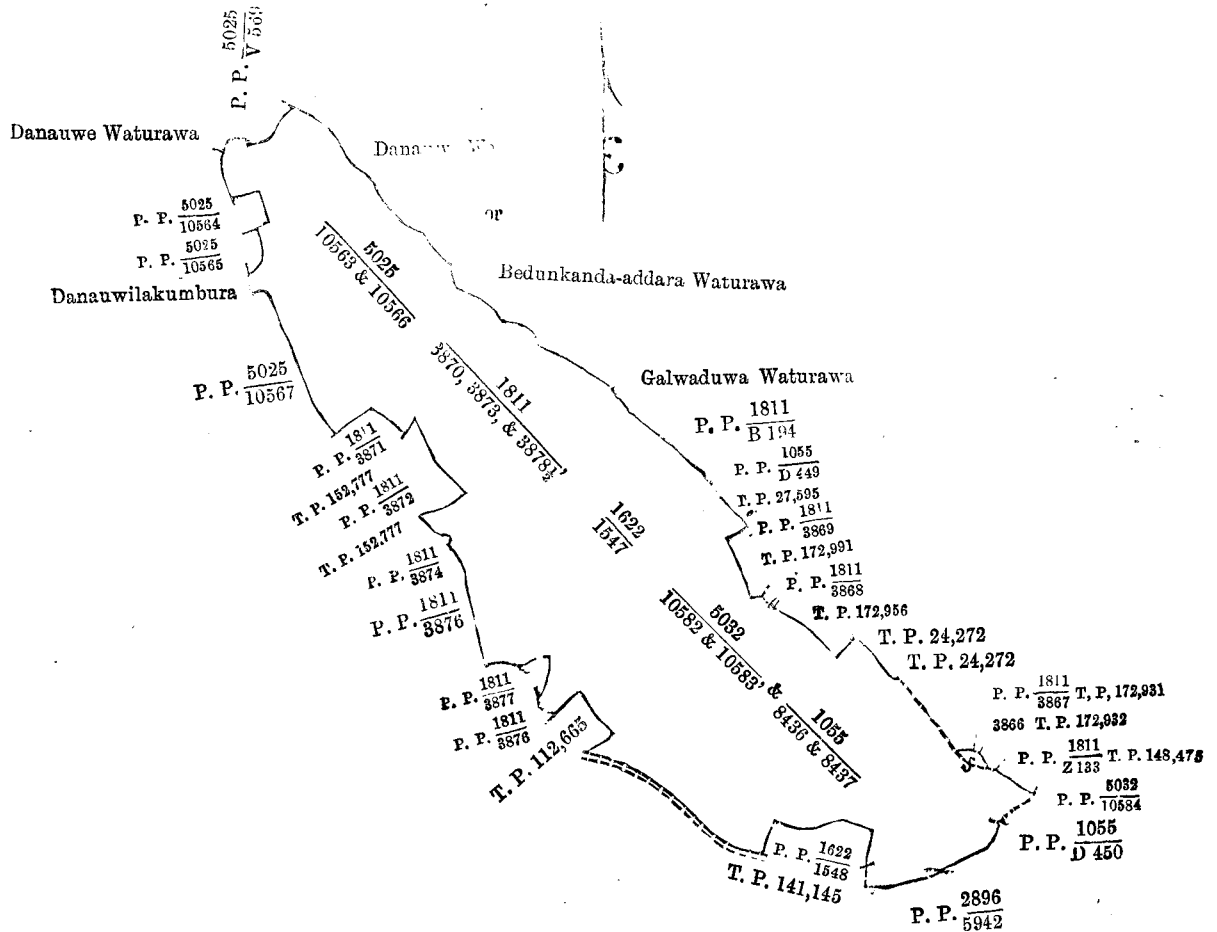 P. P. 5025/V 569
Danauwe Waturawa
or
P. P. 5025/10564
P. P. 5025/10565
Danauwilakumbura
5025/10563 & 10566
Bedunkanda-addara Waturawa
P. P. 5025/10567
1811/3870, 3873, & 3878½,
Galwaduwa Waturawa
P. P. 1811/B 194
P. P. 1055/D 449
T. P. 27,595
P. P. 1811/3869
T. P. 172,991
P. P. 1811/3868
T. P. 172,956
T. P. 24,272
T. P. 24,272
P. P. 1811/3871
T. P. 152,777
P. P. 1811/3872
T. P. 152,777
P. P. 1811/3874
P. P. 1811/3876
1622/1547
5032/10582 & 10583, &
1055/8436 & 8437
P. P. 1811/3867 T, P, 172,931
3866 T. P. 172,932
P. P. 1811/Z 133 T. P. 148,475
P. P. 5032/10584
P. P. 1055/D 450
P. P. 1811/3877
P. P. 1811/3876
T. P. 112,665
P. P. 1622/1548
T. P. 141,145
P. P. 2896/5942